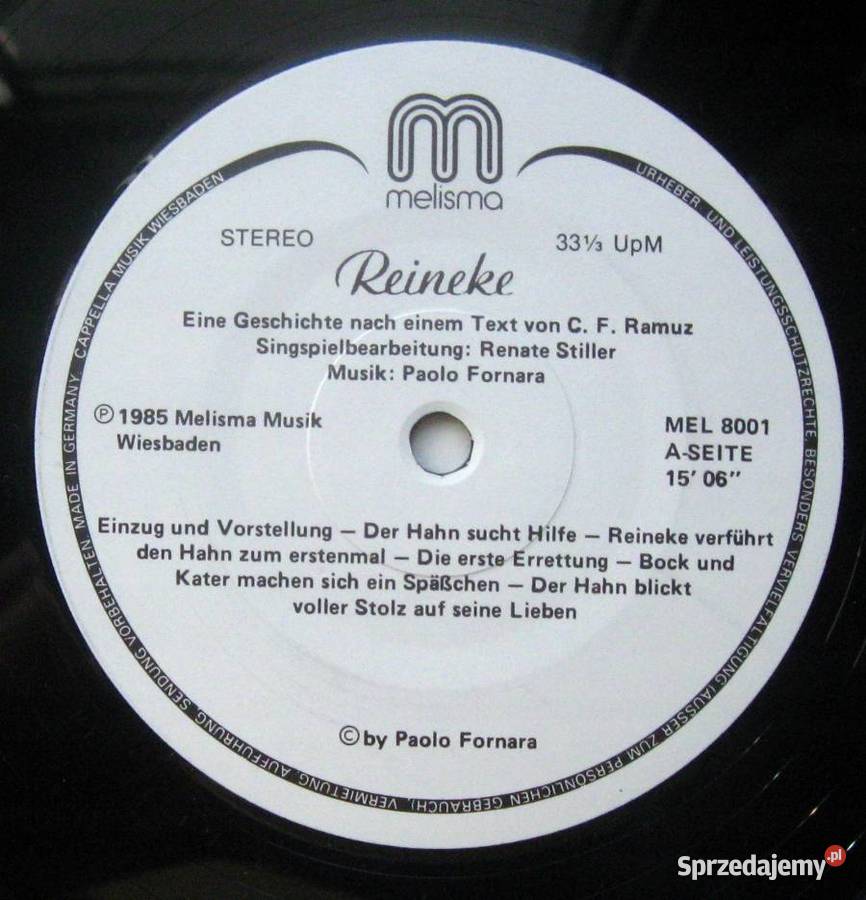 melisma
STEREO
33⅓ UpM
Reineke
Eine Geschichte nach einem Text von C. F. Ramuz
Singspielbearbeitung: Renate Stiller
Musik: Paolo Fornara
Ⓟ 1985 Melisma Musik
Wiesbaden
MEL 8001
A-SEITE
15' 06"
Einzug und Vorstellung — Der Hahn sucht Hilfe — Reineke verführt
den Hahn zum erstenmal — Die erste Errettung — Bock und
Kater machen sich ein Späßchen — Der Hahn blickt
voller Stolz auf seine Lieben
© by Paolo Fornara
URHEBER. UND LEISTUNGSSCHUTZRECHTE, BESONDERS VERVIELFÄLTIGUNG (AUSSER ZUM PERSÖNLICHEN GEBRAUCH), VERMIETUNG, AUFFÜHRUNG, SENDUNG VORBEHALTEN. MADE IN GERMANY. CAPPELLA MUSIK WIESBADEN
Sprzedajemy.pl